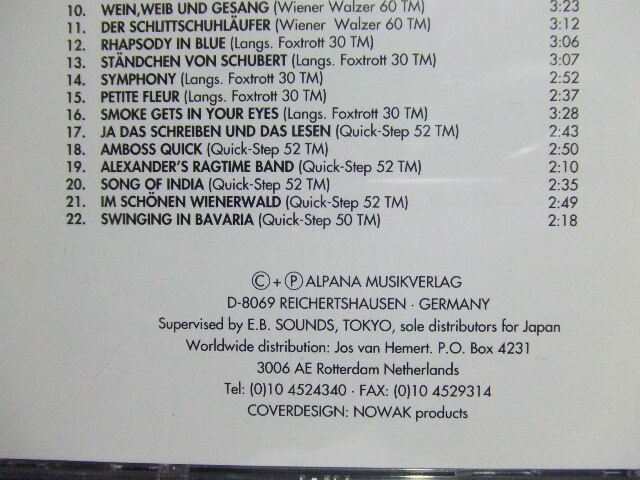 10. WEIN,WEIB UND GESANG (Wiener Walzer 60 TM) 3:23
11. DER SCHLITTSCHUHLÄUFER (Wiener Walzer 60 TM) 3:12
12. RHAPSODY IN BLUE (Langs. Foxtrott 30 TM) 3:06
13. STÄNDCHEN VON SCHUBERT (Langs. Foxtrott 30 TM) 3:07
14. SYMPHONY (Langs. Foxtrott 30 TM) 2:52
15. PETITE FLEUR (Langs. Foxtrott 30 TM) 2:37
16. SMOKE GETS IN YOUR EYES (Langs. Foxtrott 30 TM) 3:28
17. JA DAS SCHREIBEN UND DAS LESEN (Quick-Step 52 TM) 2:43
18. AMBOSS QUICK (Quick-Step 52 TM) 2:50
19. ALEXANDER'S RAGTIME BAND (Quick-Step 52 TM) 2:10
20. SONG OF INDIA (Quick-Step 52 TM) 2:35
21. IM SCHÖNEN WIENERWALD (Quick-Step 52 TM) 2:49
22. SWINGING IN BAVARIA (Quick-Step 50 TM) 2:18
© + ℗ ALPANA MUSIKVERLAG
D-8069 REICHERTSHAUSEN · GERMANY
Supervised by E.B. SOUNDS, TOKYO, sole distributors for Japan
Worldwide distribution: Jos van Hemert. P.O. Box 4231
3006 AE Rotterdam Netherlands
Tel: (0)10 4524340 · FAX: (0)10 4529314
COVERDESIGN: NOWAK products